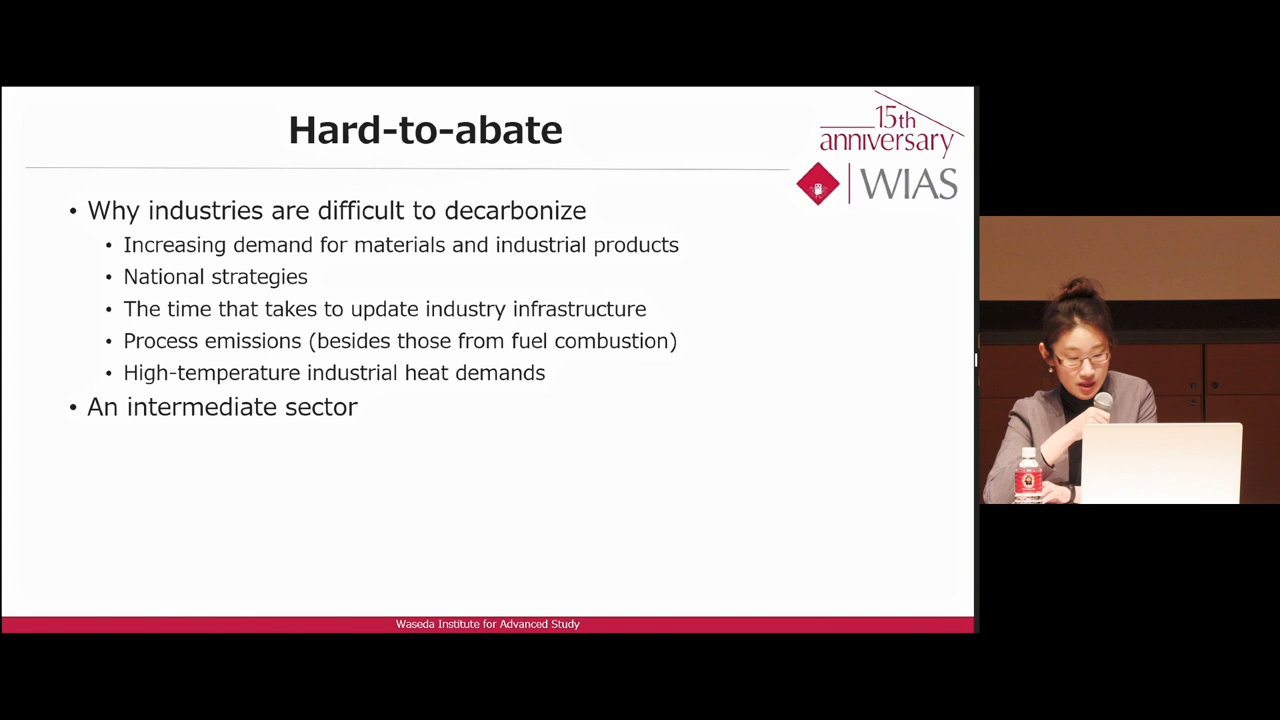 Hard-to-abate
15th
anniversary
WIAS
• Why industries are difficult to decarbonize
• Increasing demand for materials and industrial products
• National strategies
• The time that takes to update industry infrastructure
• Process emissions (besides those from fuel combustion)
• High-temperature industrial heat demands
• An intermediate sector
Waseda Institute for Advanced Study